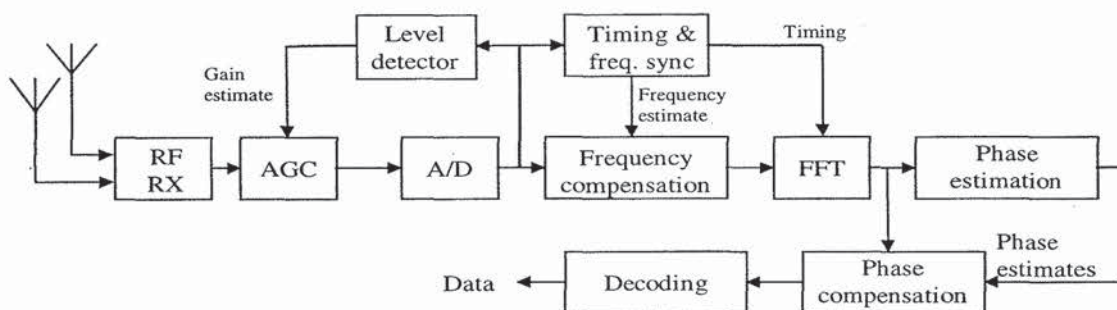 Level
detector
Timing &
freq. sync
Timing
Gain
estimate
Frequency
estimate
RF
RX
AGC
A/D
Frequency
compensation
FFT
Phase
estimation
Data
Decoding
Phase
compensation
Phase
estimates